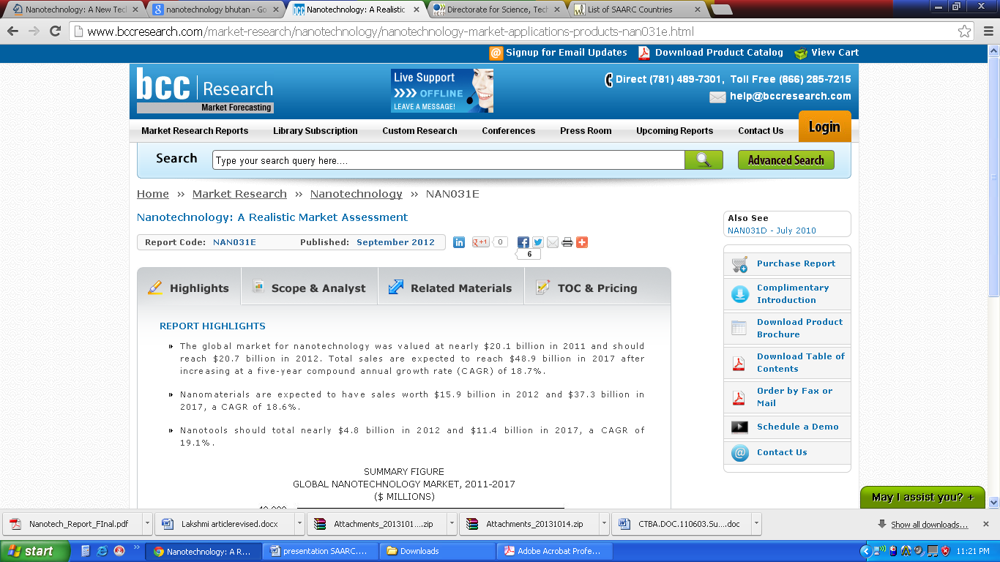 Nanotechnology: A New Tec
nanotechnology bhutan - Go
Nanotechnology: A Realistic
Directorate for Science, Tec
List of SAARC Countries
www.bccresearch.com/market-research/nanotechnology/nanotechnology-market-applications-products-nan031e.html
Signup for Email Updates
Download Product Catalog
View Cart
bcc Research
Market Forecasting
Live Support
OFFLINE
LEAVE A MESSAGE!
Direct (781) 489-7301, Toll Free (866) 285-7215
help@bccresearch.com
Market Research Reports
Library Subscription
Custom Research
Conferences
Press Room
Upcoming Reports
Contact Us
Login
Search
Type your search query here....
Advanced Search
Home » Market Research » Nanotechnology » NAN031E
Nanotechnology: A Realistic Market Assessment
Report Code: NAN031E Published: September 2012
in
g +1 0
6
Also See
NAN031D - July 2010
Highlights
Scope & Analyst
Related Materials
TOC & Pricing
REPORT HIGHLIGHTS
The global market for nanotechnology was valued at nearly $20.1 billion in 2011 and should
reach $20.7 billion in 2012. Total sales are expected to reach $48.9 billion in 2017 after
increasing at a five-year compound annual growth rate (CAGR) of 18.7%.
Nanomaterials are expected to have sales worth $15.9 billion in 2012 and $37.3 billion in
2017, a CAGR of 18.6%.
Nanotools should total nearly $4.8 billion in 2012 and $11.4 billion in 2017, a CAGR of
19.1%.
SUMMARY FIGURE
GLOBAL NANOTECHNOLOGY MARKET, 2011-2017
($ MILLIONS)
Purchase Report
Complimentary
Introduction
Download Product
Brochure
Download Table of
Contents
Order by Fax or
Mail
Schedule a Demo
Contact Us
May I assist you? +
Nanotech_Report_FInal.pdf
Lakshmi articlerevised.docx
Attachments_2013101....zip
Attachments_20131014.zip
CTBA.DOC.110603.Su....doc
Show all downloads...
start
Nanotechnology: A R...
presentation SAARC....
Downloads
Adobe Acrobat Profe...
11:21 PM